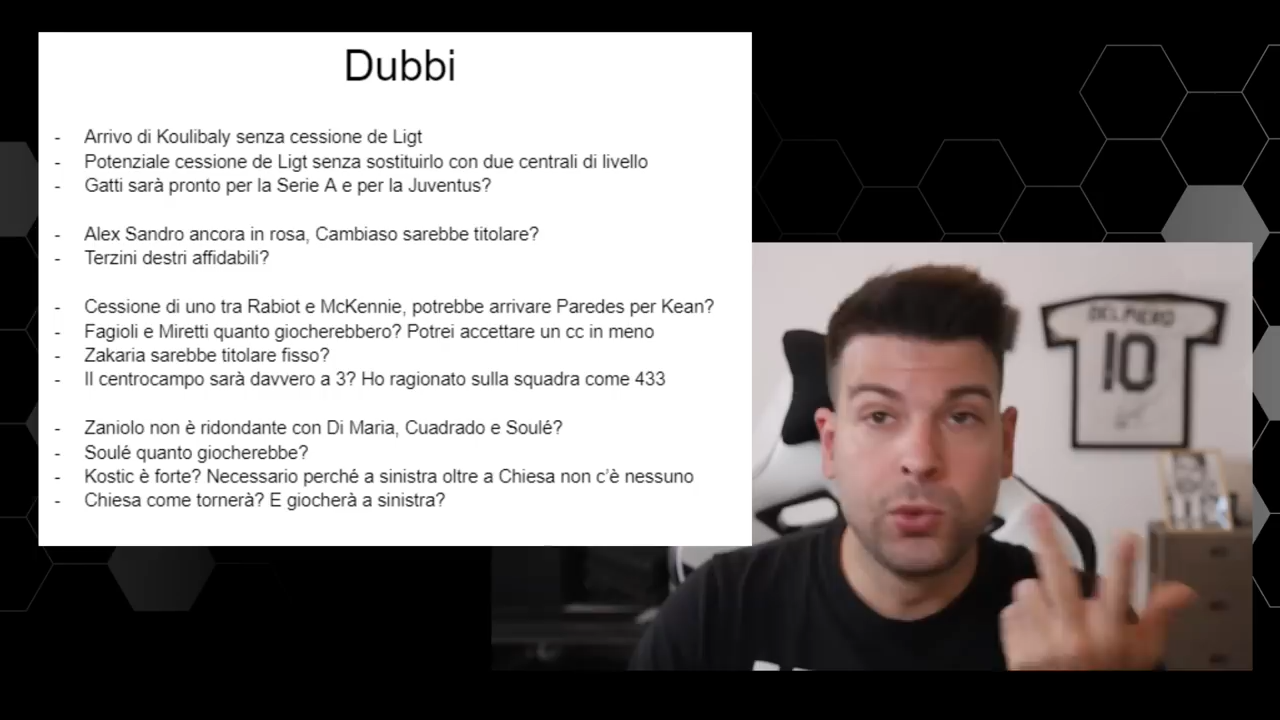 Dubbi
- Arrivo di Koulibaly senza cessione de Ligt
- Potenziale cessione de Ligt senza sostituirlo con due centrali di livello
- Gatti sarà pronto per la Serie A e per la Juventus?
- Alex Sandro ancora in rosa, Cambiaso sarebbe titolare?
- Terzini destri affidabili?
- Cessione di uno tra Rabiot e McKennie, potrebbe arrivare Paredes per Kean?
- Fagioli e Miretti quanto giocherebbero? Potrei accettare un cc in meno
- Zakaria sarebbe titolare fisso?
- Il centrocampo sarà davvero a 3? Ho ragionato sulla squadra come 433
- Zaniolo non è ridondante con Di Maria, Cuadrado e Soulé?
- Soulé quanto giocherebbe?
- Kostic è forte? Necessario perché a sinistra oltre a Chiesa non c'è nessuno
- Chiesa come tornerà? E giocherà a sinistra?
DEL PIERO
10